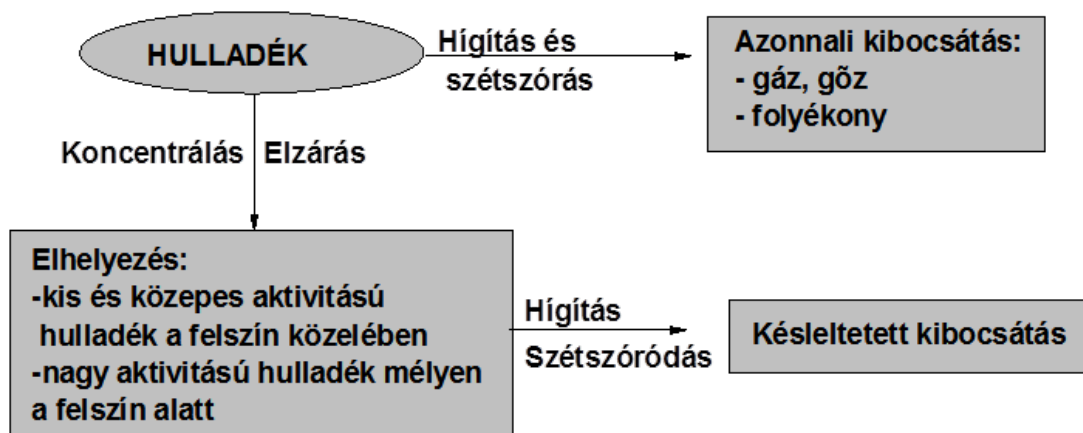 HULLADÉK
Hígítás és
szétszórás
Azonnali kibocsátás:
- gáz, gõz
- folyékony
Koncentrálás Elzárás
Elhelyezés:
-kis és közepes aktivitású
hulladék a felszín közelében
-nagy aktivitású hulladék mélyen
a felszín alatt
Hígítás
Szétszóródás
Késleltetett kibocsátás